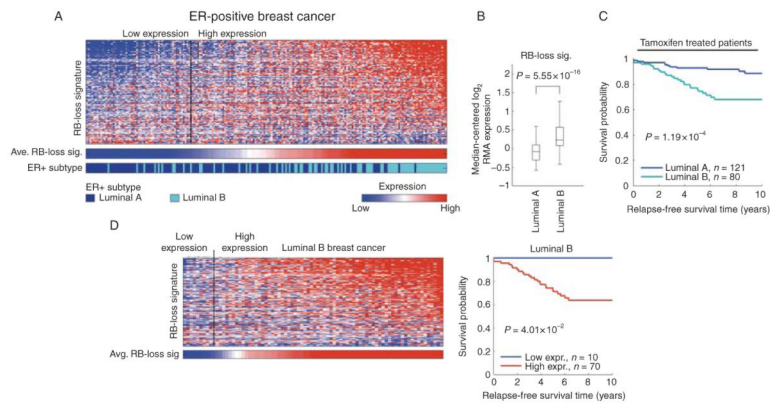 A
ER-positive breast cancer
Low expression
High expression
RB-loss signature
Ave. RB-loss sig.
ER+ subtype
ER+ subtype
Luminal A
Luminal B
Expression
Low
High
B
RB-loss sig.
P = 5.55×10−16
Median-centered log2
RMA expression
2
1.5
1
0.5
0
−0.5
−1
Luminal A
Luminal B
C
Tamoxifen treated patients
Survival probability
1
0.8
0.6
0.4
0.2
0
P = 1.19×10−4
Luminal A, n = 121
Luminal B, n = 80
0 2 4 6 8 10
Relapse-free survival time (years)
D
Low
expression
High
expression
Luminal B breast cancer
RB-loss signature
Avg. RB-loss sig
Luminal B
Survival probability
1
0.8
0.6
0.4
0.2
0
P = 4.01×10−2
Low expr., n = 10
High expr., n = 70
0 2 4 6 8 10
Relapse-free survival time (years)